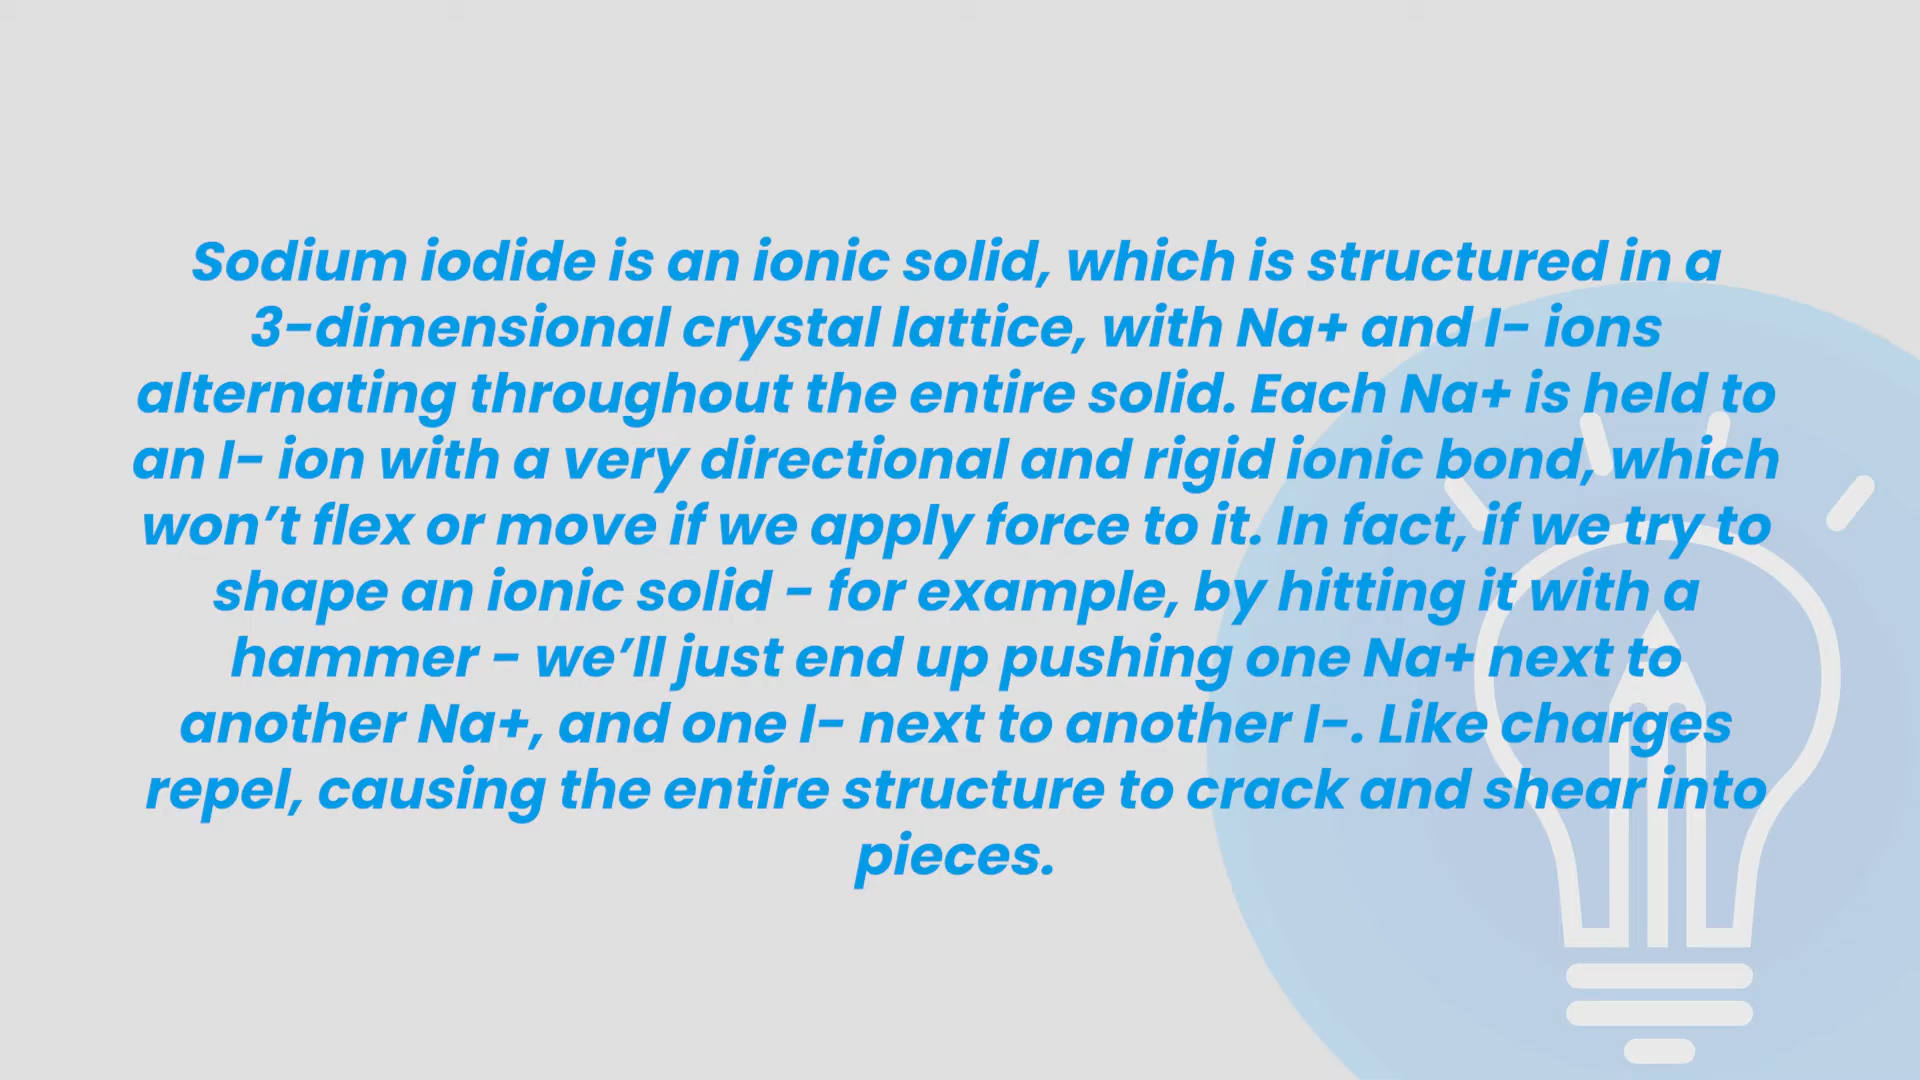 Sodium iodide is an ionic solid, which is structured in a
3-dimensional crystal lattice, with Na+ and I- ions
alternating throughout the entire solid. Each Na+ is held to
an I- ion with a very directional and rigid ionic bond, which
won’t flex or move if we apply force to it. In fact, if we try to
shape an ionic solid - for example, by hitting it with a
hammer - we’ll just end up pushing one Na+ next to
another Na+, and one I- next to another I-. Like charges
repel, causing the entire structure to crack and shear into
pieces.